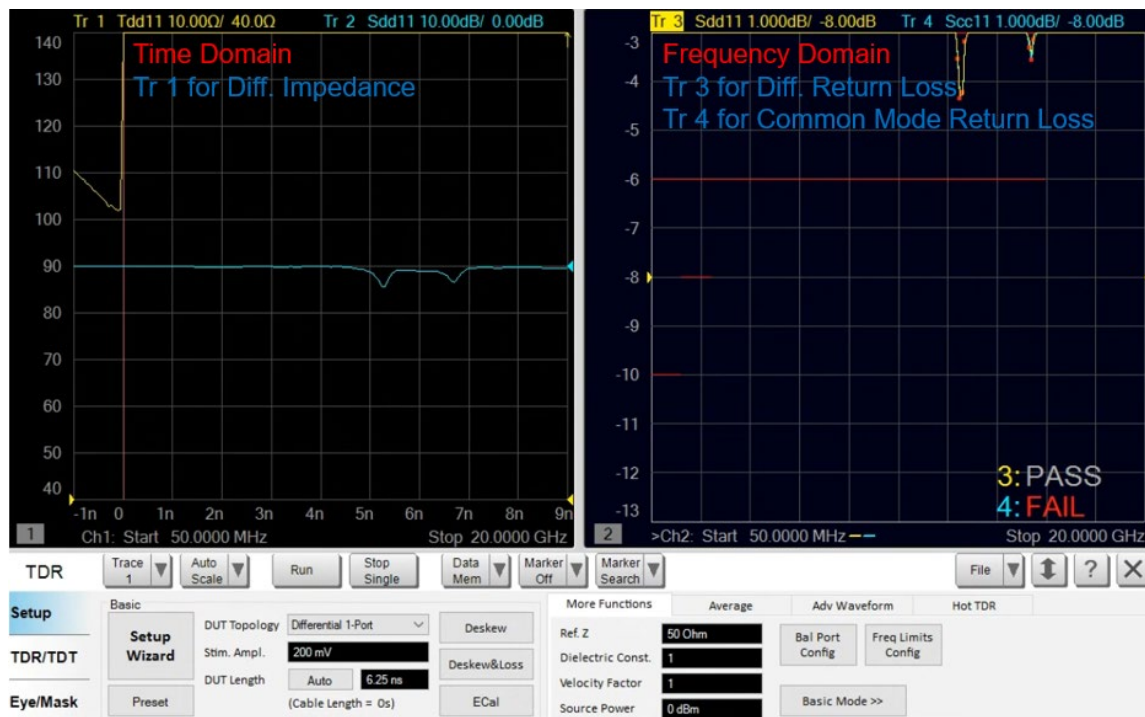 Tr 1 Tdd11 10.00Ω/ 40.0Ω Tr 2 Sdd11 10.00dB/ 0.00dB
140
Time Domain
130
Tr 1 for Diff. Impedance
120
110
100
90
80
70
60
50
40
-1n 0 1n 2n 3n 4n 5n 6n 7n 8n 9n
1 Ch1: Start 50.0000 MHz Stop 20.0000 GHz
Tr 3 Sdd11 1.000dB/ -8.00dB Tr 4 Scc11 1.000dB/ -8.00dB
-3
Frequency Domain
-4
Tr 3 for Diff. Return Loss
Tr 4 for Common Mode Return Loss
-5
-6
-7
-8
-9
-10
-11
-12
3: PASS
4: FAIL
-13
2 >Ch2: Start 50.0000 MHz Stop 20.0000 GHz
TDR Trace 1 Auto Scale Run Stop Single Data Mem Marker Off Marker Search File ? X
Setup
TDR/TDT
Eye/Mask
Basic
Setup Wizard
Preset
DUT Topology Differential 1-Port
Stim. Ampl. 200 mV
DUT Length Auto 6.25 ns
(Cable Length = 0s)
Deskew
Deskew&Loss
ECal
More Functions Average Adv Waveform Hot TDR
Ref. Z 50 Ohm
Dielectric Const. 1
Velocity Factor 1
Source Power 0 dBm
Bal Port Config
Freq Limits Config
Basic Mode >>